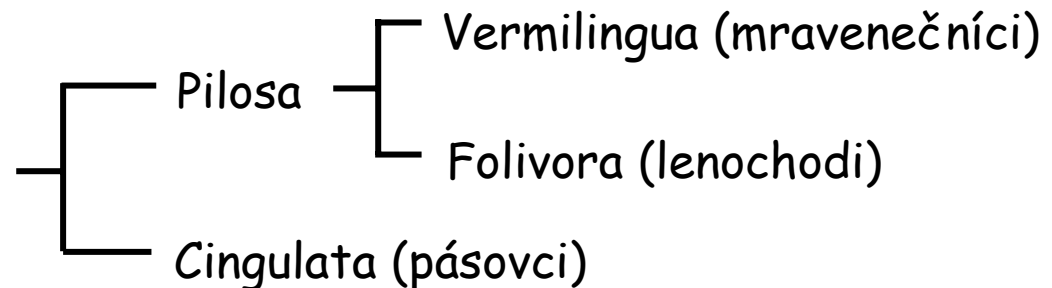 Vermilingua (mravenečníci)
Pilosa
Folivora (lenochodi)
Cingulata (pásovci)